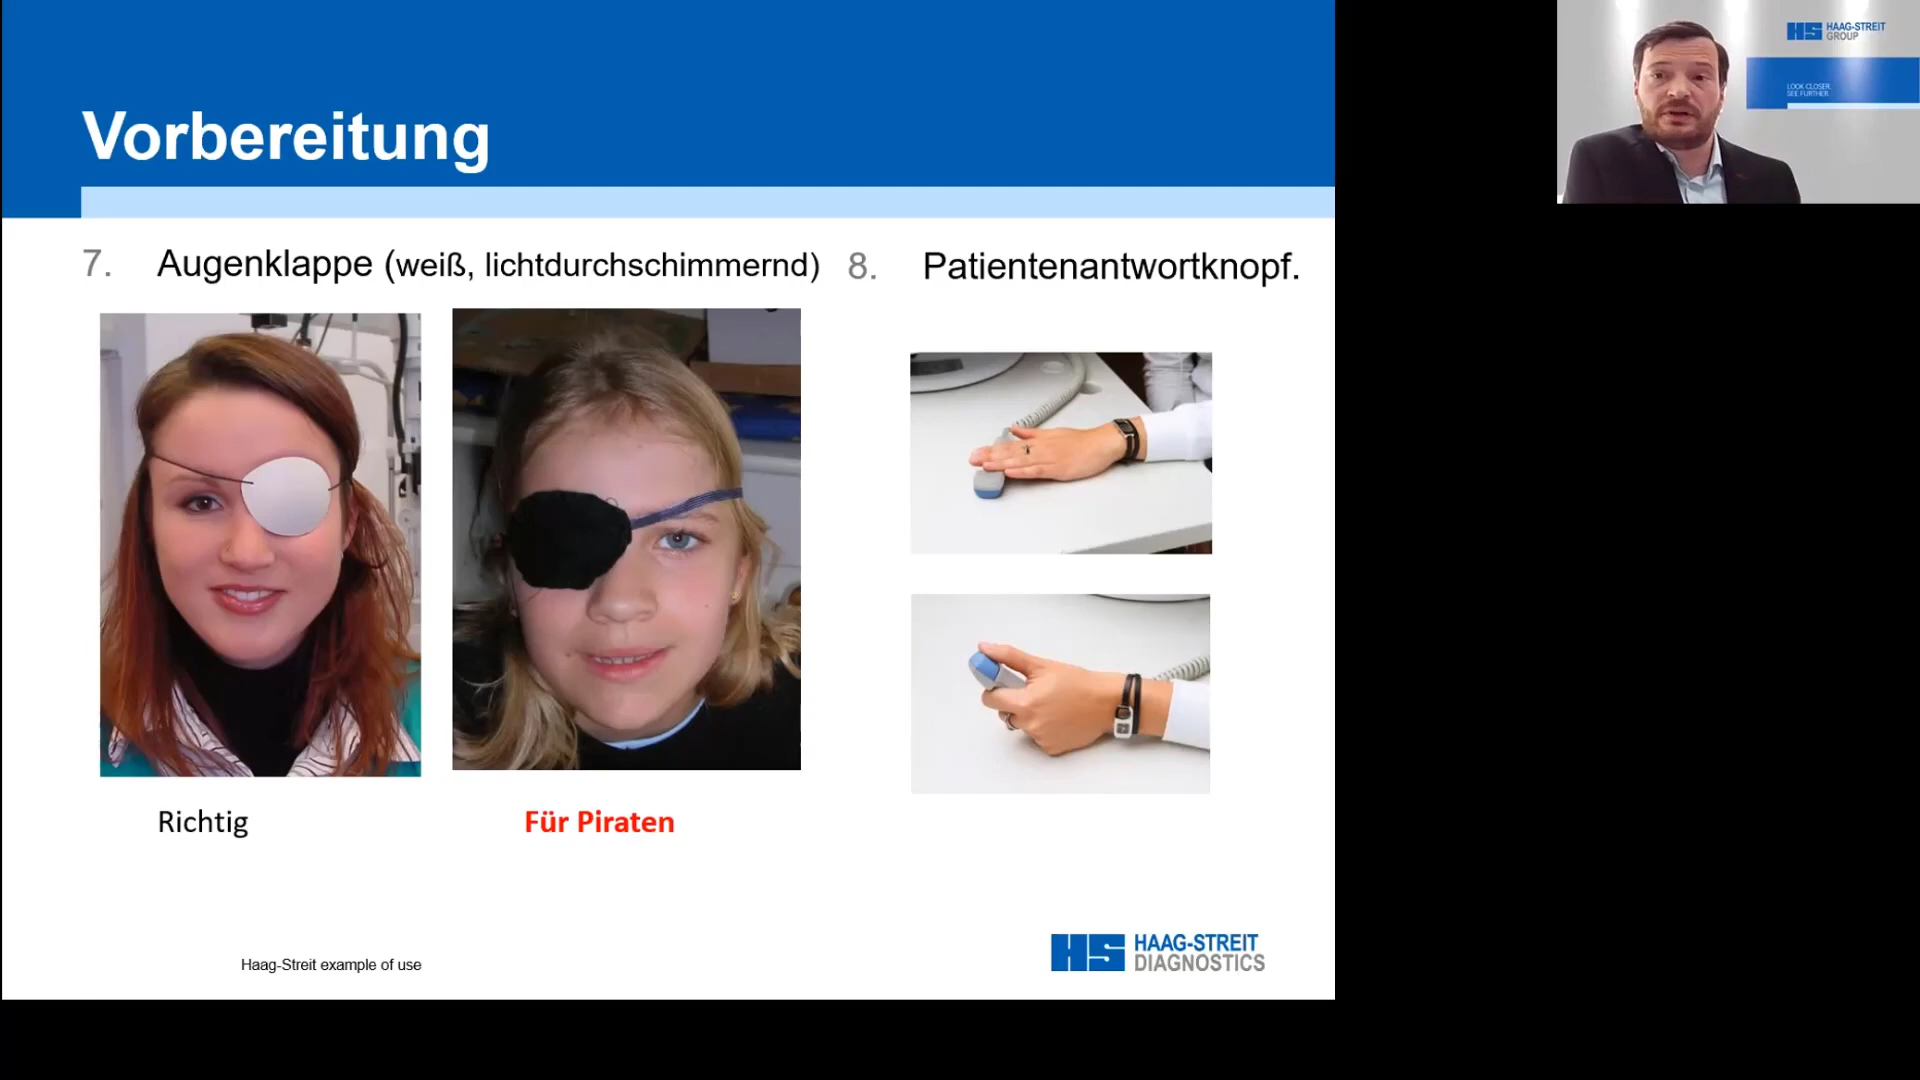 Vorbereitung
7. Augenklappe (weiß, lichtdurchschimmernd)
8. Patientenantwortknopf.
Richtig
Für Piraten
Haag-Streit example of use
HS HAAG-STREIT
DIAGNOSTICS
HS HAAG-STREIT
GROUP
LOOK CLOSER.
SEE FURTHER.